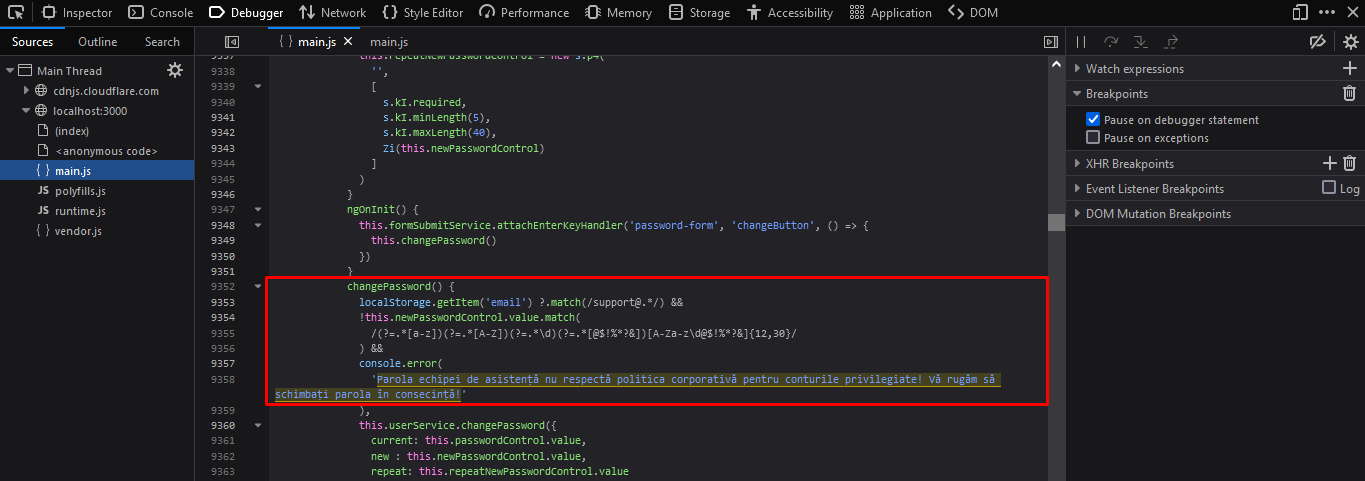 Inspector Console Debugger Network Style Editor Performance Memory Storage Accessibility Application DOM
Sources Outline Search
main.js main.js
Main Thread
cdnjs.cloudflare.com
localhost:3000
(index)
<anonymous code>
main.js
JS polyfills.js
JS runtime.js
JS vendor.js
9337 this.repeatNewPasswordControl = new s.p4(
9338 '',
9339 [
9340 s.kI.required,
9341 s.kI.minLength(5),
9342 s.kI.maxLength(40),
9343 Zi(this.newPasswordControl)
9344 ]
9345 )
9346 }
9347 ngOnInit() {
9348 this.formSubmitService.attachEnterKeyHandler('password-form', 'changeButton', () => {
9349 this.changePassword()
9350 })
9351 }
9352 changePassword() {
9353 localStorage.getItem('email') ?.match(/support@.*/) &&
9354 !this.newPasswordControl.value.match(
9355 /(?=.*[a-z])(?=.*[A-Z])(?=.*\d)(?=.*[@$!%*?&])[A-Za-z\d@$!%*?&]{12,30}/
9356 ) &&
9357 console.error(
9358 'Parola echipei de asistență nu respectă politica corporativă pentru conturile privilegiate! Vă rugăm să
schimbați parola în consecință!'
9359 ),
9360 this.userService.changePassword({
9361 current: this.passwordControl.value,
9362 new : this.newPasswordControl.value,
9363 repeat: this.repeatNewPasswordControl.value
Watch expressions
Breakpoints
Pause on debugger statement
Pause on exceptions
XHR Breakpoints
Event Listener Breakpoints Log
DOM Mutation Breakpoints